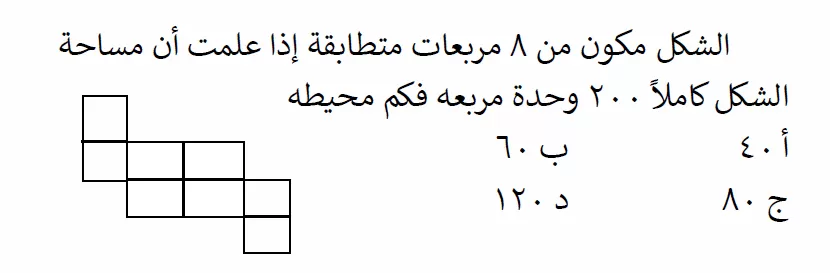 الشكل مكون من ٨ مربعات متطابقة إذا علمت أن مساحة
الشكل كاملاً ٢٠٠ وحدة مربعه فكم محيطه
أ ٤٠ ب ٦٠
ج ٨٠ د ١٢٠